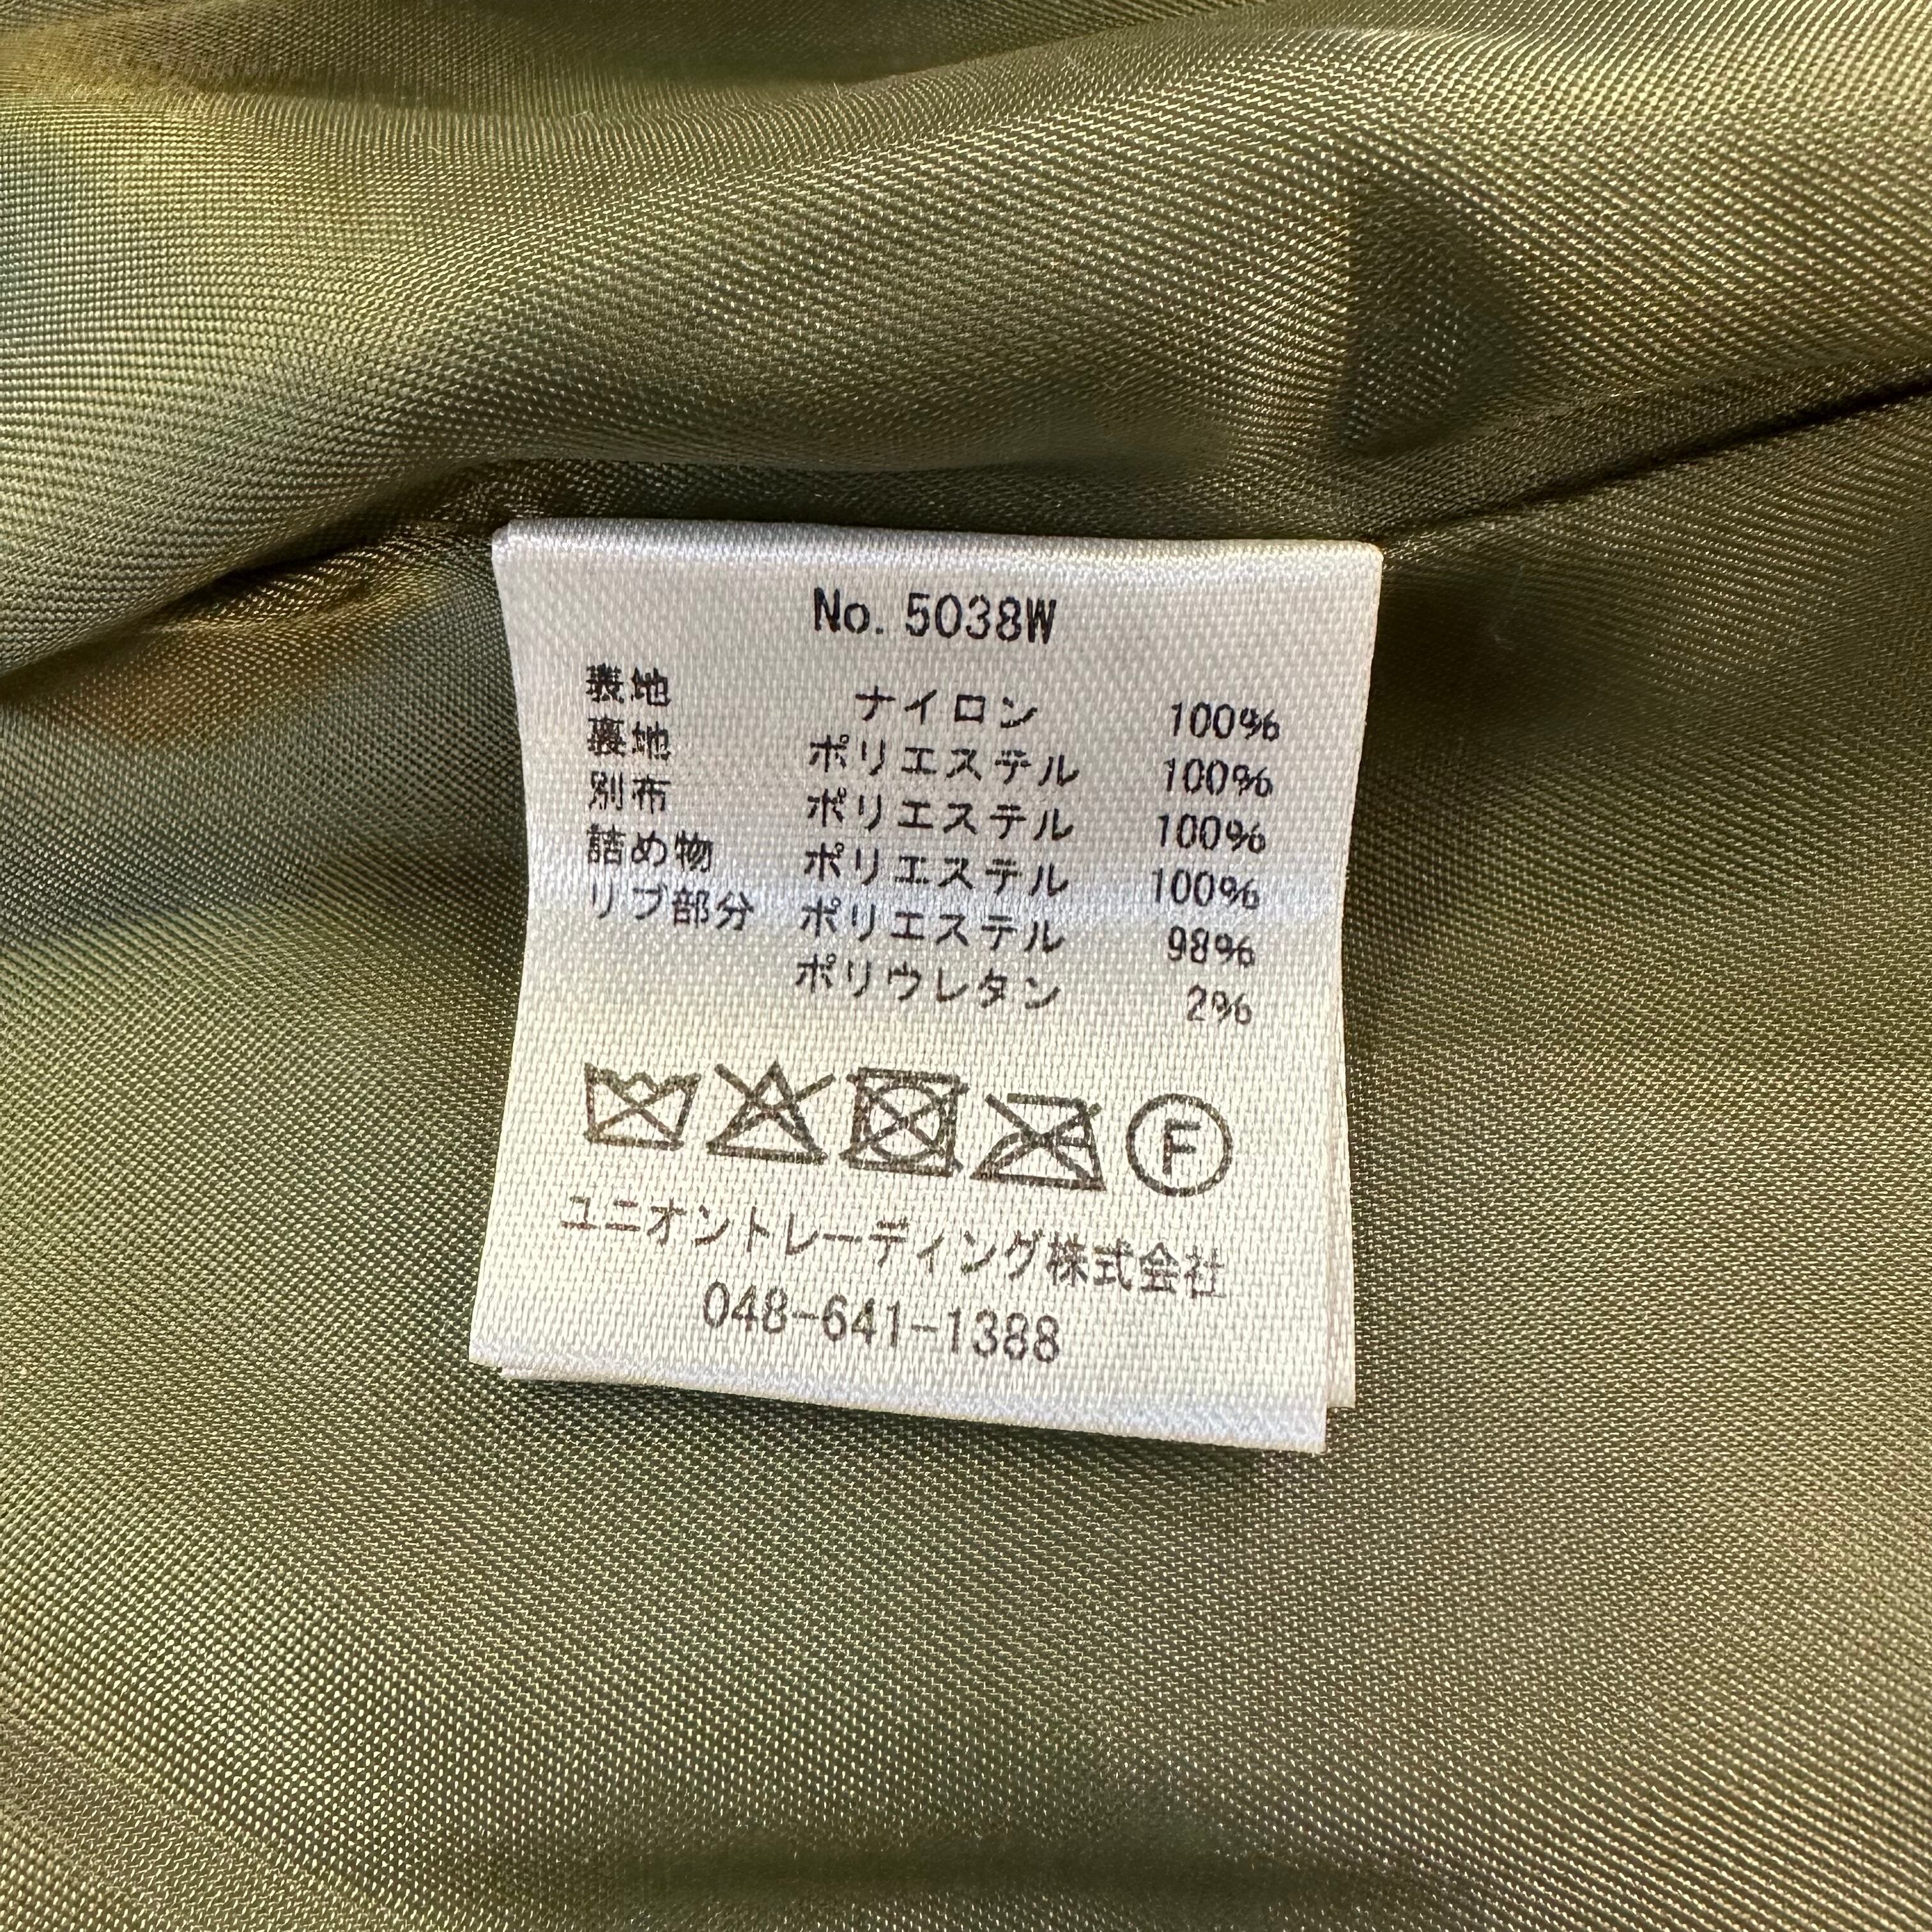 No. 5038W
表地 ナイロン 100%
裏地 ポリエステル 100%
別布 ポリエステル 100%
詰め物 ポリエステル 100%
リブ部分 ポリエステル 98%
ポリウレタン 2%
F
ユニオントレーディング株式会社
048-641-1388